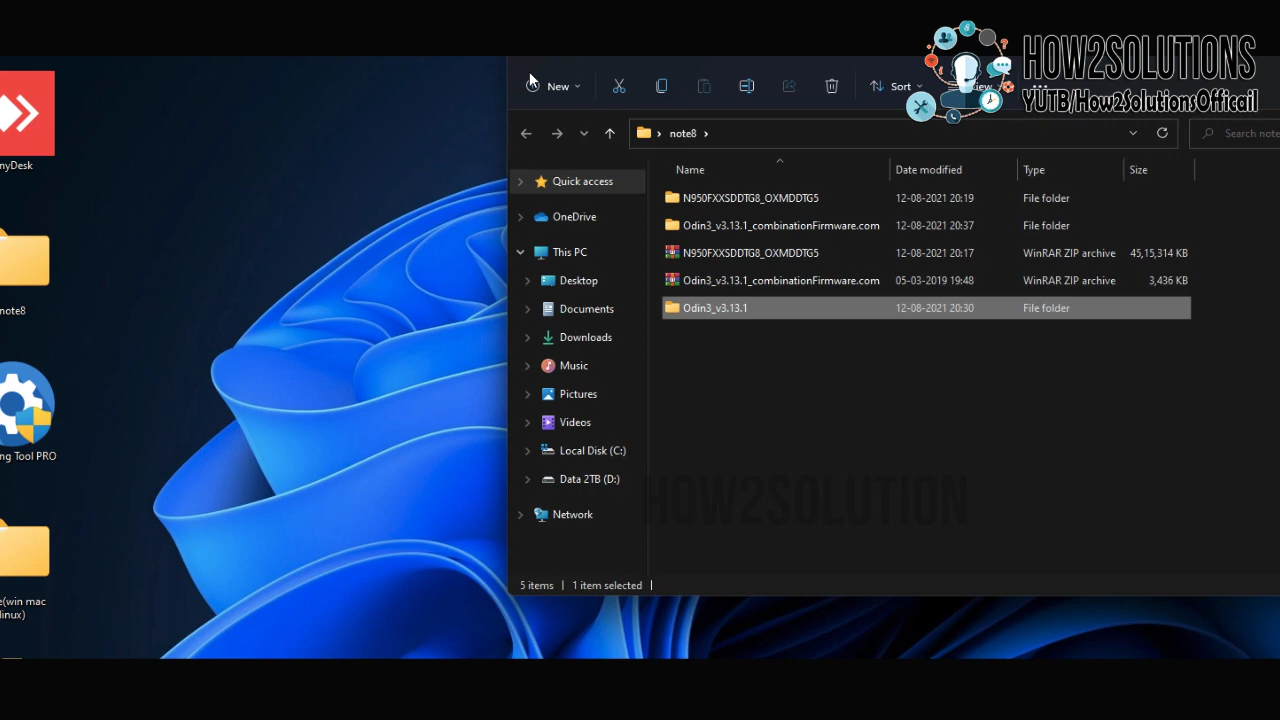 HOW2SOLUTIONS
YUTB/How2SolutionsOfficail
New
Sort
note8
Search note
Name
Date modified
Type
Size
N950FXXSDDTG8_OXMDDTG5
12-08-2021 20:19
File folder
Odin3_v3.13.1_combinationFirmware.com
12-08-2021 20:37
File folder
N950FXXSDDTG8_OXMDDTG5
12-08-2021 20:17
WinRAR ZIP archive
45,15,314 KB
Odin3_v3.13.1_combinationFirmware.com
05-03-2019 19:48
WinRAR ZIP archive
3,436 KB
Odin3_v3.13.1
12-08-2021 20:30
File folder
Quick access
OneDrive
This PC
Desktop
Documents
Downloads
Music
Pictures
Videos
Local Disk (C:)
Data 2TB (D:)
Network
5 items
1 item selected
HOW2SOLUTION
nyDesk
note8
ng Tool PRO
e(win mac
linux)